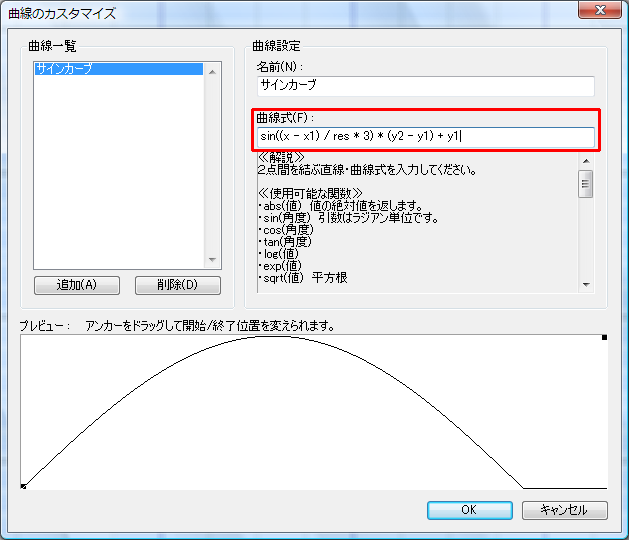 曲線のカスタマイズ
曲線一覧
サインカーブ
追加(A)
削除(D)
曲線設定
名前(N)：
サインカーブ
曲線式(F)：
sin((x - x1) / res * 3) * (y2 - y1) + y1
≪解説≫
2点間を結ぶ直線・曲線式を入力してください。
≪使用可能な関数≫
・abs(値)　値の絶対値を返します。
・sin(角度)　引数はラジアン単位です。
・cos(角度)
・tan(角度)
・log(値)
・exp(値)
・sqrt(値)　平方根
プレビュー：　アンカーをドラッグして開始/終了位置を変えられます。
OK
キャンセル